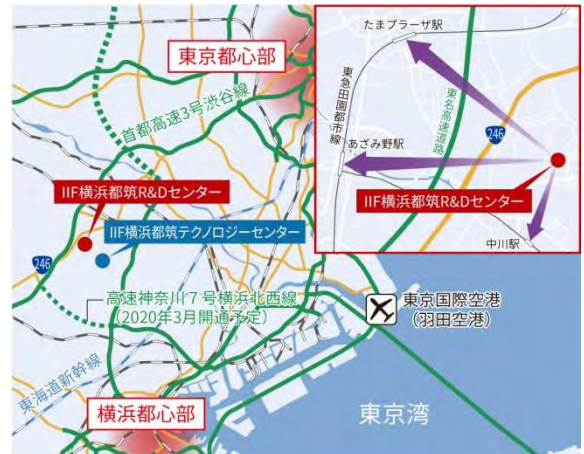 東京都心部
首都高速3号渋谷線
IIF横浜都筑R&Dセンター
IIF横浜都筑テクノロジーセンター
246
高速神奈川7号横浜北西線
(2020年3月開通予定)
東海道新幹線
横浜都心部
東京国際空港
(羽田空港)
東京湾
たまプラーザ駅
東急田園都市線
あざみ野駅
東名高速道路
246
IIF横浜都筑R&Dセンター
中川駅